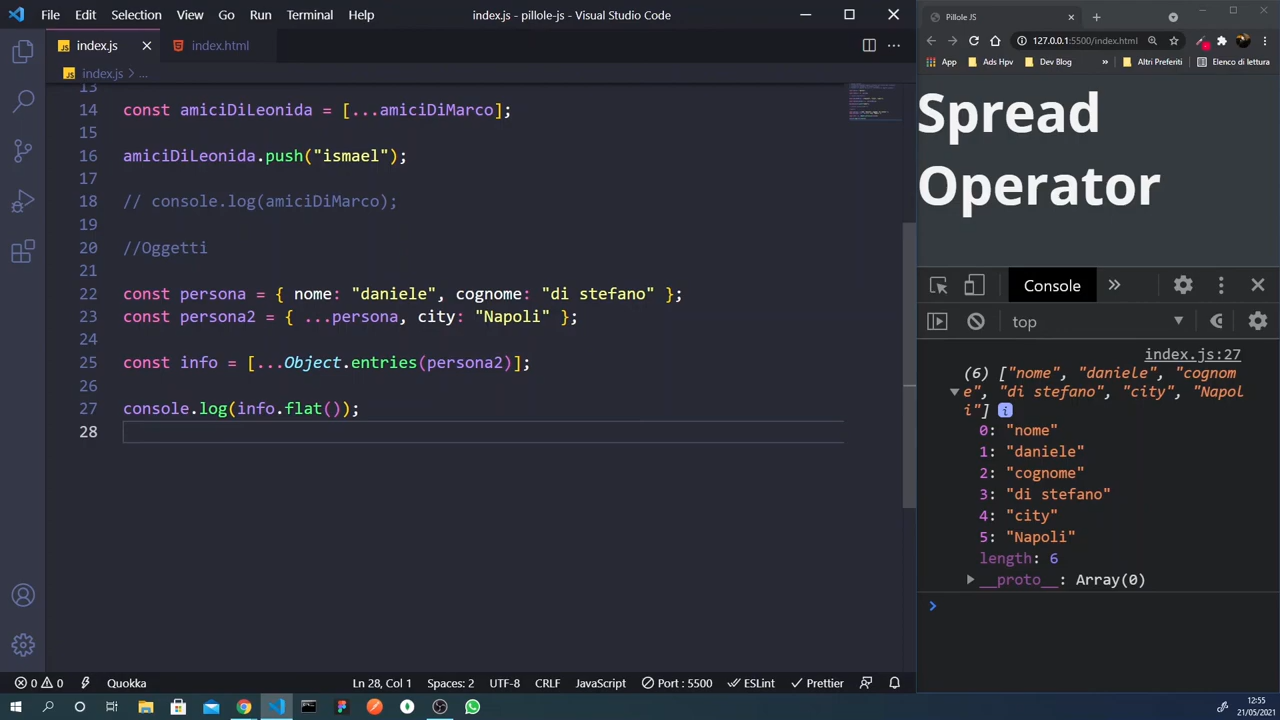 File Edit Selection View Go Run Terminal Help index.js - pillole-js - Visual Studio Code
index.js index.html
index.js > ...
13
14 const amiciDiLeonida = [...amiciDiMarco];
15
16 amiciDiLeonida.push("ismael");
17
18 // console.log(amiciDiMarco);
19
20 //Oggetti
21
22 const persona = { nome: "daniele", cognome: "di stefano" };
23 const persona2 = { ...persona, city: "Napoli" };
24
25 const info = [...Object.entries(persona2)];
26
27 console.log(info.flat());
28
0 0 Quokka Ln 28, Col 1 Spaces: 2 UTF-8 CRLF JavaScript Port : 5500 ESLint Prettier
Pillole JS
127.0.0.1:5500/index.html
App Ads Hpv Dev Blog » Altri Preferiti Elenco di lettura
Spread
Operator
Console »
top
index.js:27
(6) ["nome", "daniele", "cognom
e", "di stefano", "city", "Napol
i"] i
0: "nome"
1: "daniele"
2: "cognome"
3: "di stefano"
4: "city"
5: "Napoli"
length: 6
__proto__: Array(0)
12:55
21/05/2021